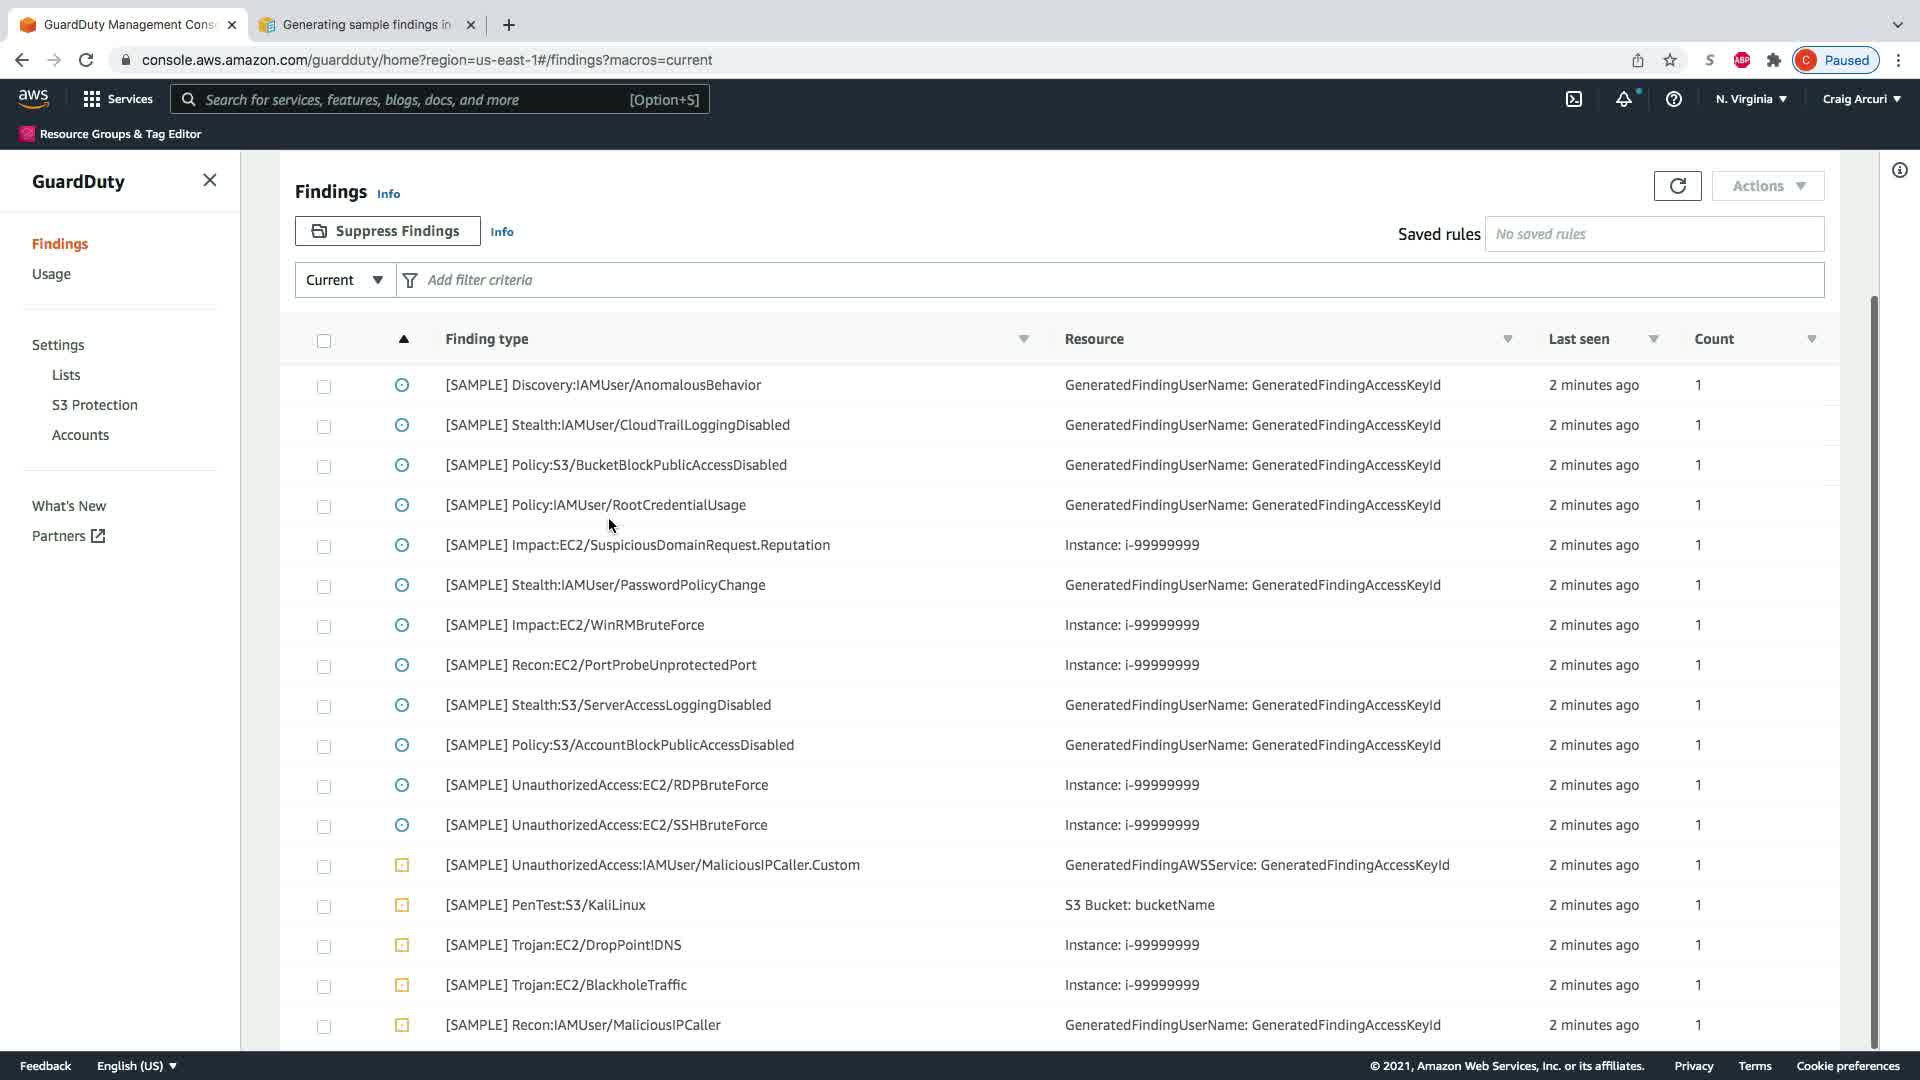 GuardDuty Management Cons
Generating sample findings in
console.aws.amazon.com/guardduty/home?region=us-east-1#/findings?macros=current
S
ABP
C
Paused
aws
Services
Search for services, features, blogs, docs, and more
[Option+S]
N. Virginia
Craig Arcuri
Resource Groups & Tag Editor
GuardDuty
Findings
Usage
Settings
Lists
S3 Protection
Accounts
What's New
Partners
Findings Info
Actions
Suppress Findings Info
Saved rules No saved rules
Current Add filter criteria
Finding type Resource Last seen Count
[SAMPLE] Discovery:IAMUser/AnomalousBehavior GeneratedFindingUserName: GeneratedFindingAccessKeyId 2 minutes ago 1
[SAMPLE] Stealth:IAMUser/CloudTrailLoggingDisabled GeneratedFindingUserName: GeneratedFindingAccessKeyId 2 minutes ago 1
[SAMPLE] Policy:S3/BucketBlockPublicAccessDisabled GeneratedFindingUserName: GeneratedFindingAccessKeyId 2 minutes ago 1
[SAMPLE] Policy:IAMUser/RootCredentialUsage GeneratedFindingUserName: GeneratedFindingAccessKeyId 2 minutes ago 1
[SAMPLE] Impact:EC2/SuspiciousDomainRequest.Reputation Instance: i-99999999 2 minutes ago 1
[SAMPLE] Stealth:IAMUser/PasswordPolicyChange GeneratedFindingUserName: GeneratedFindingAccessKeyId 2 minutes ago 1
[SAMPLE] Impact:EC2/WinRMBruteForce Instance: i-99999999 2 minutes ago 1
[SAMPLE] Recon:EC2/PortProbeUnprotectedPort Instance: i-99999999 2 minutes ago 1
[SAMPLE] Stealth:S3/ServerAccessLoggingDisabled GeneratedFindingUserName: GeneratedFindingAccessKeyId 2 minutes ago 1
[SAMPLE] Policy:S3/AccountBlockPublicAccessDisabled GeneratedFindingUserName: GeneratedFindingAccessKeyId 2 minutes ago 1
[SAMPLE] UnauthorizedAccess:EC2/RDPBruteForce Instance: i-99999999 2 minutes ago 1
[SAMPLE] UnauthorizedAccess:EC2/SSHBruteForce Instance: i-99999999 2 minutes ago 1
[SAMPLE] UnauthorizedAccess:IAMUser/MaliciousIPCaller.Custom GeneratedFindingAWSService: GeneratedFindingAccessKeyId 2 minutes ago 1
[SAMPLE] PenTest:S3/KaliLinux S3 Bucket: bucketName 2 minutes ago 1
[SAMPLE] Trojan:EC2/DropPoint!DNS Instance: i-99999999 2 minutes ago 1
[SAMPLE] Trojan:EC2/BlackholeTraffic Instance: i-99999999 2 minutes ago 1
[SAMPLE] Recon:IAMUser/MaliciousIPCaller GeneratedFindingUserName: GeneratedFindingAccessKeyId 2 minutes ago 1
Feedback English (US) © 2021, Amazon Web Services, Inc. or its affiliates. Privacy Terms Cookie preferences